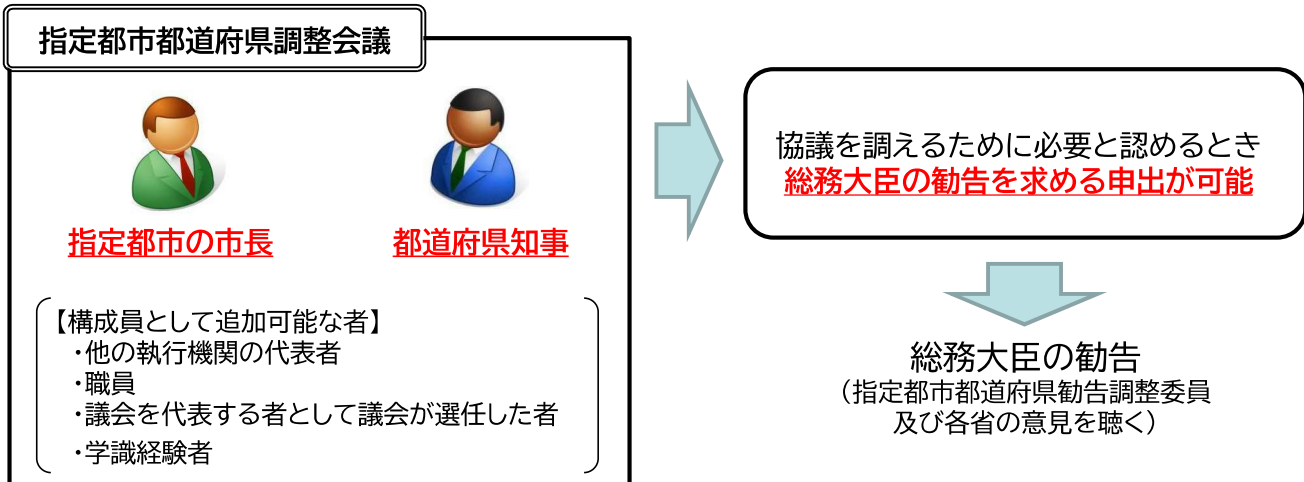 指定都市都道府県調整会議
指定都市の市長
都道府県知事
【構成員として追加可能な者】
・他の執行機関の代表者
・職員
・議会を代表する者として議会が選任した者
・学識経験者
協議を調えるために必要と認めるとき
総務大臣の勧告を求める申出が可能
総務大臣の勧告
（指定都市都道府県勧告調整委員
及び各省の意見を聴く）